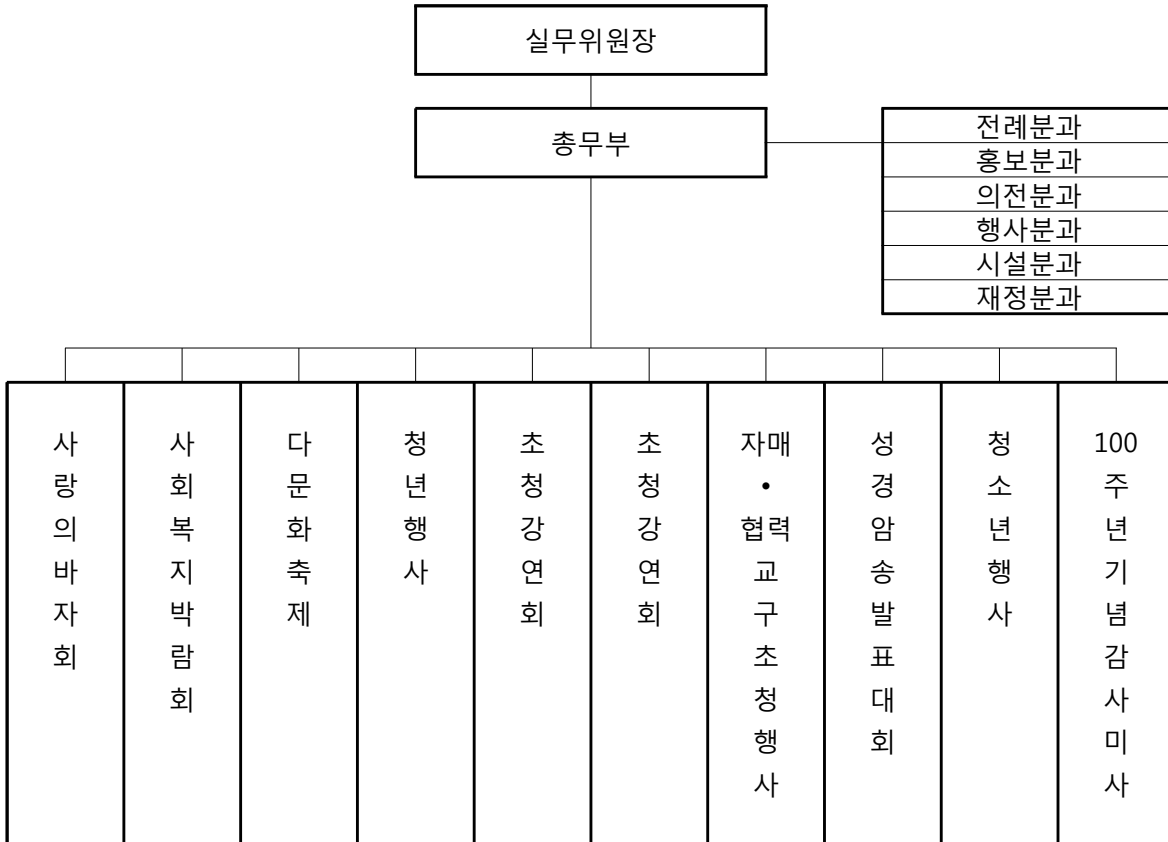 실무위원장
총무부
전례분과
홍보분과
의전분과
행사분과
시설분과
재정분과
사랑의바자회
사회복지박람회
다문화축제
청년행사
초청강연회
초청강연회
자매•협력교구초청행사
성경암송발표대회
청소년행사
100주년기념감사미사